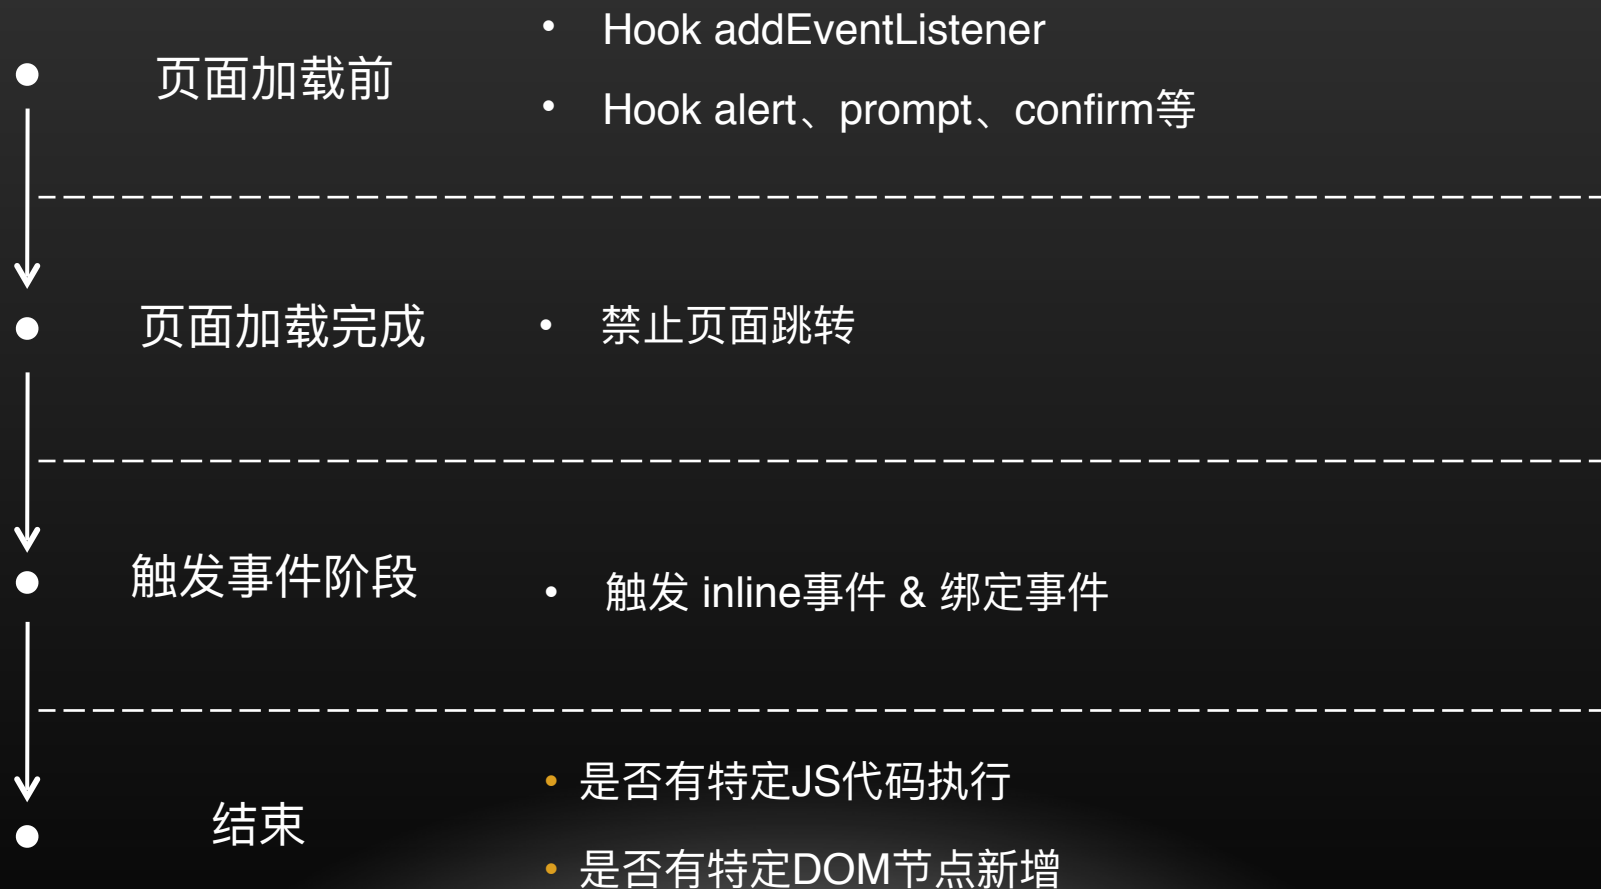 Hook addEventListener
页面加载前
Hook alert、prompt、confirm等
页面加载完成
禁止页面跳转
触发事件阶段
触发 inline事件 & 绑定事件
是否有特定JS代码执行
结束
是否有特定DOM节点新增